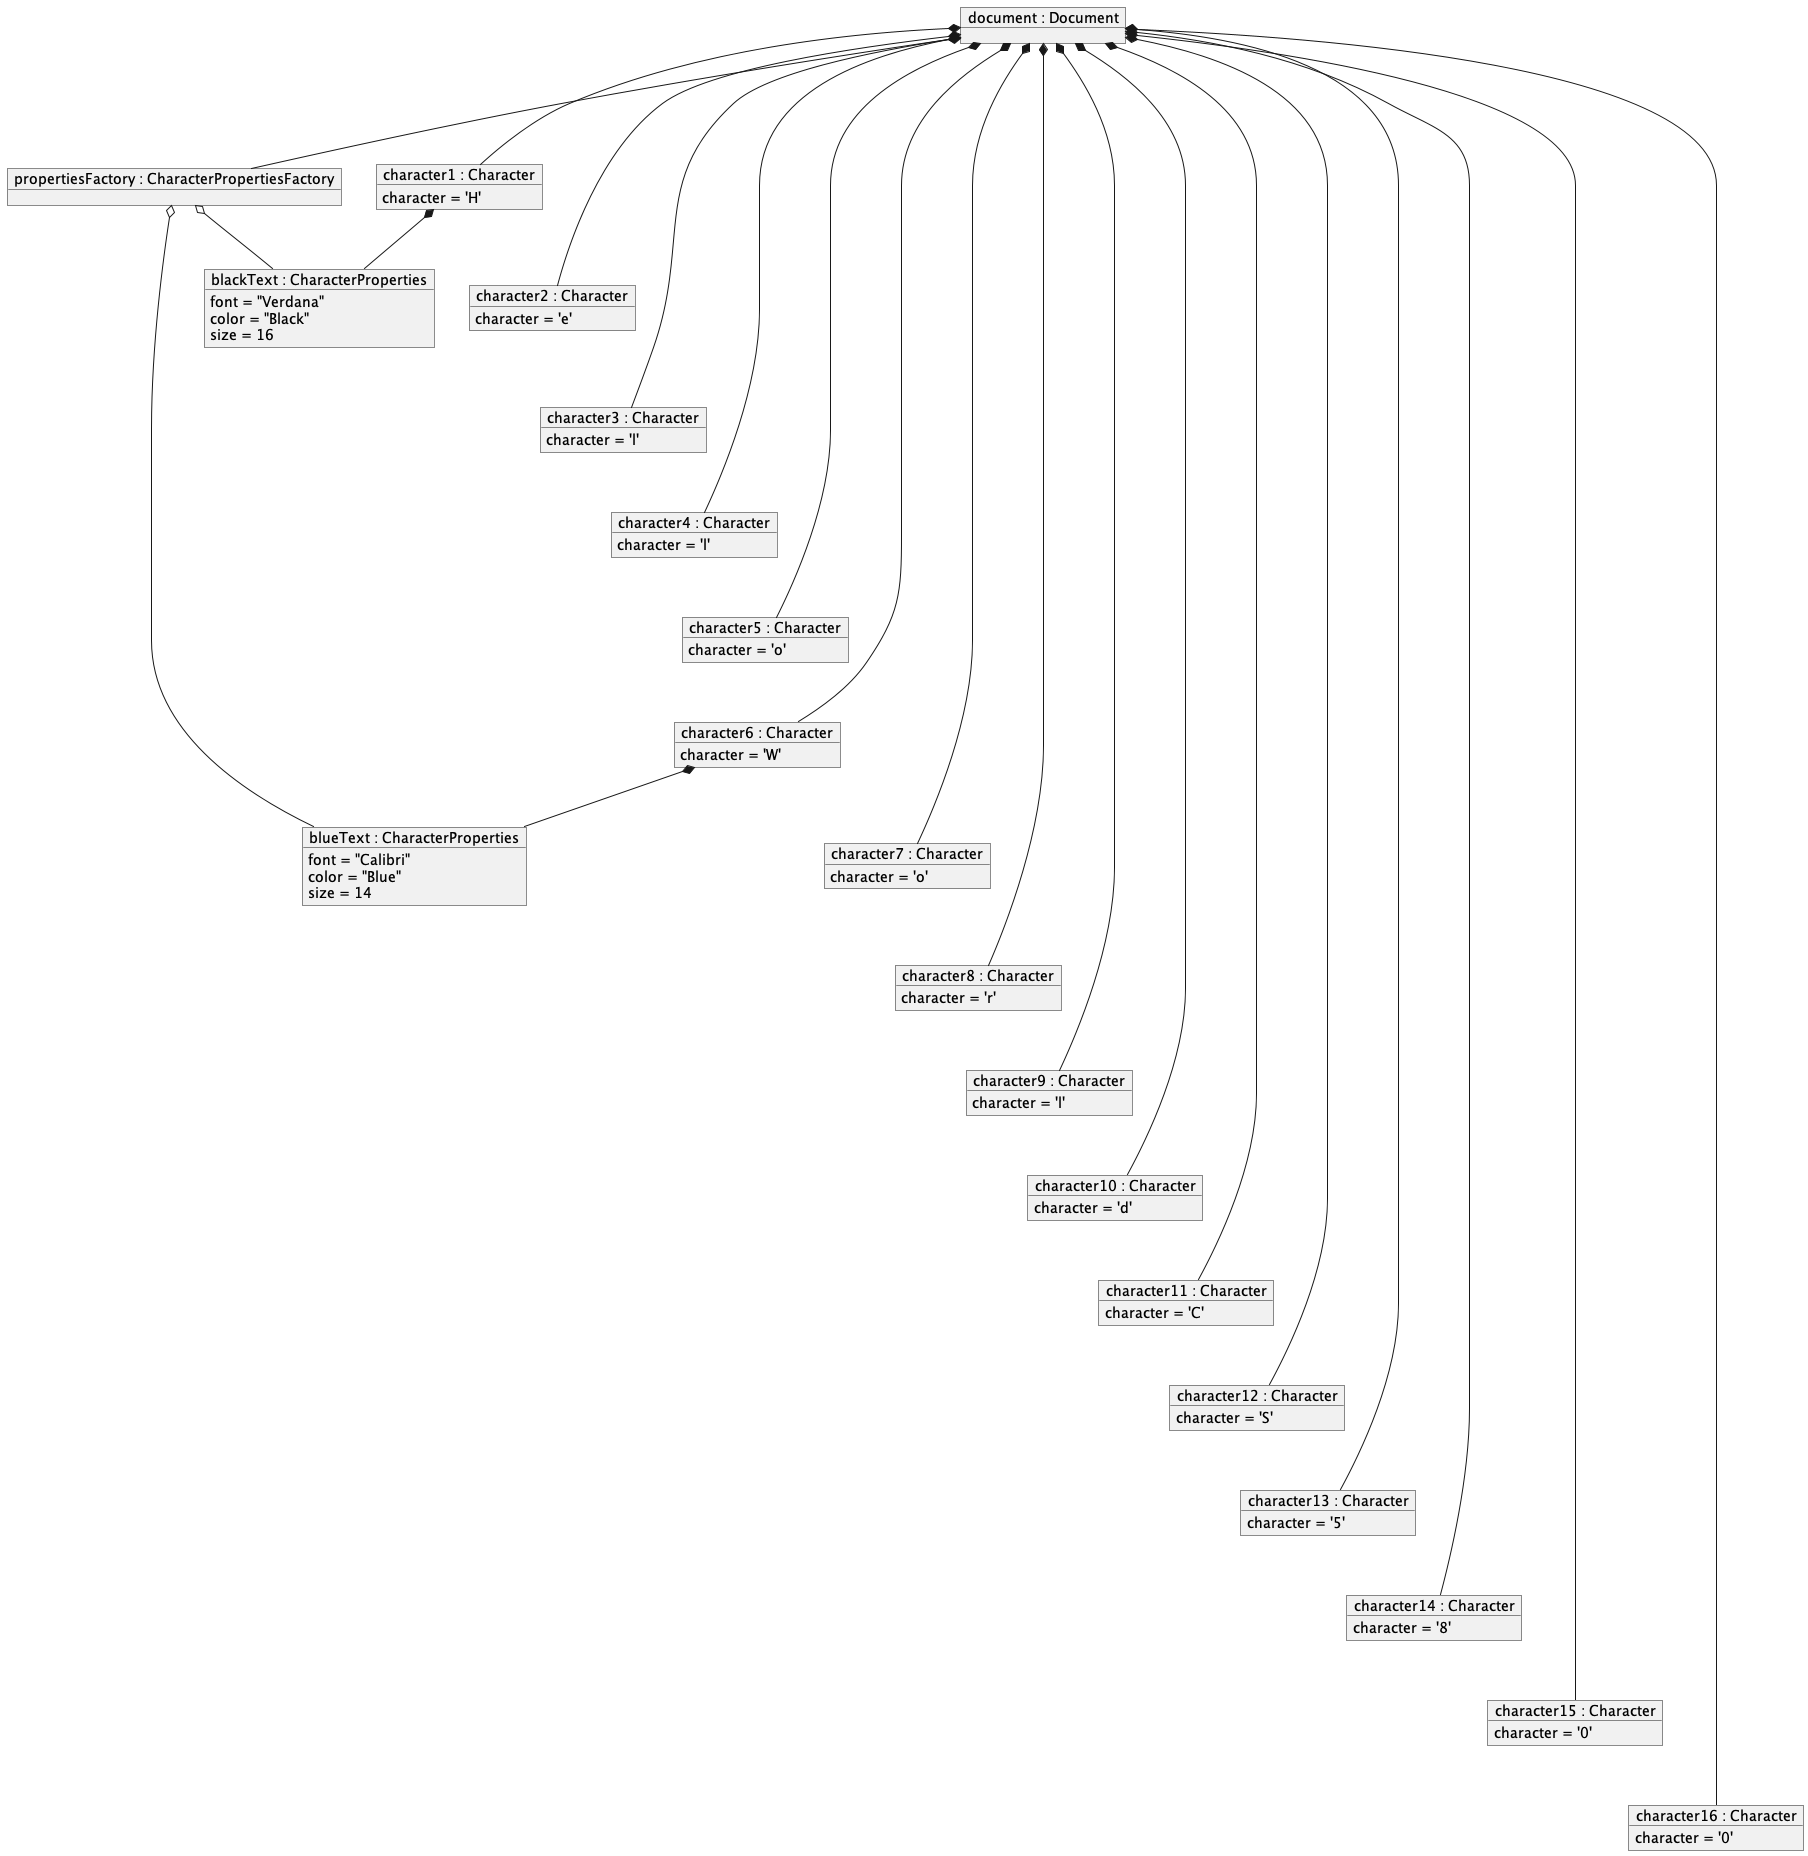 document : Document
propertiesFactory : CharacterPropertiesFactory
character1 : Character
character = 'H'
blackText : CharacterProperties
font = "Verdana"
color = "Black"
size = 16
character2 : Character
character = 'e'
character3 : Character
character = 'l'
character4 : Character
character = 'l'
character5 : Character
character = 'o'
character6 : Character
character = 'W'
blueText : CharacterProperties
font = "Calibri"
color = "Blue"
size = 14
character7 : Character
character = 'o'
character8 : Character
character = 'r'
character9 : Character
character = 'l'
character10 : Character
character = 'd'
character11 : Character
character = 'C'
character12 : Character
character = 'S'
character13 : Character
character = '5'
character14 : Character
character = '8'
character15 : Character
character = '0'
character16 : Character
character = '0'